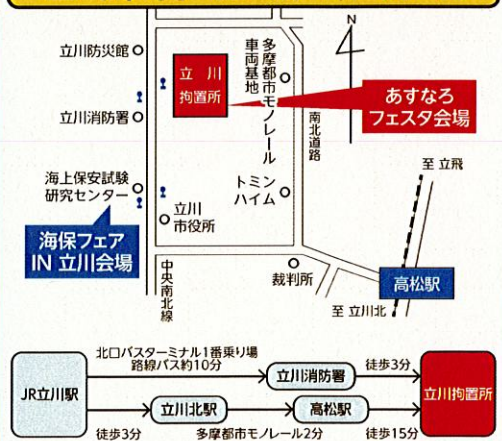 立川防災館
立川
拘置所
多摩都市モノレール
車両基地
N
あすなろ
フェスタ会場
立川消防署
南北道路
至 立飛
海上保安試験
研究センター
トミン
ハイム
立川
市役所
海保フェア
IN 立川会場
中央南北線
裁判所
高松駅
至 立川北
JR立川駅
北口バスターミナル1番乗り場
路線バス約10分
立川消防署
徒歩3分
立川拘置所
徒歩3分
立川北駅
多摩都市モノレール2分
高松駅
徒歩15分